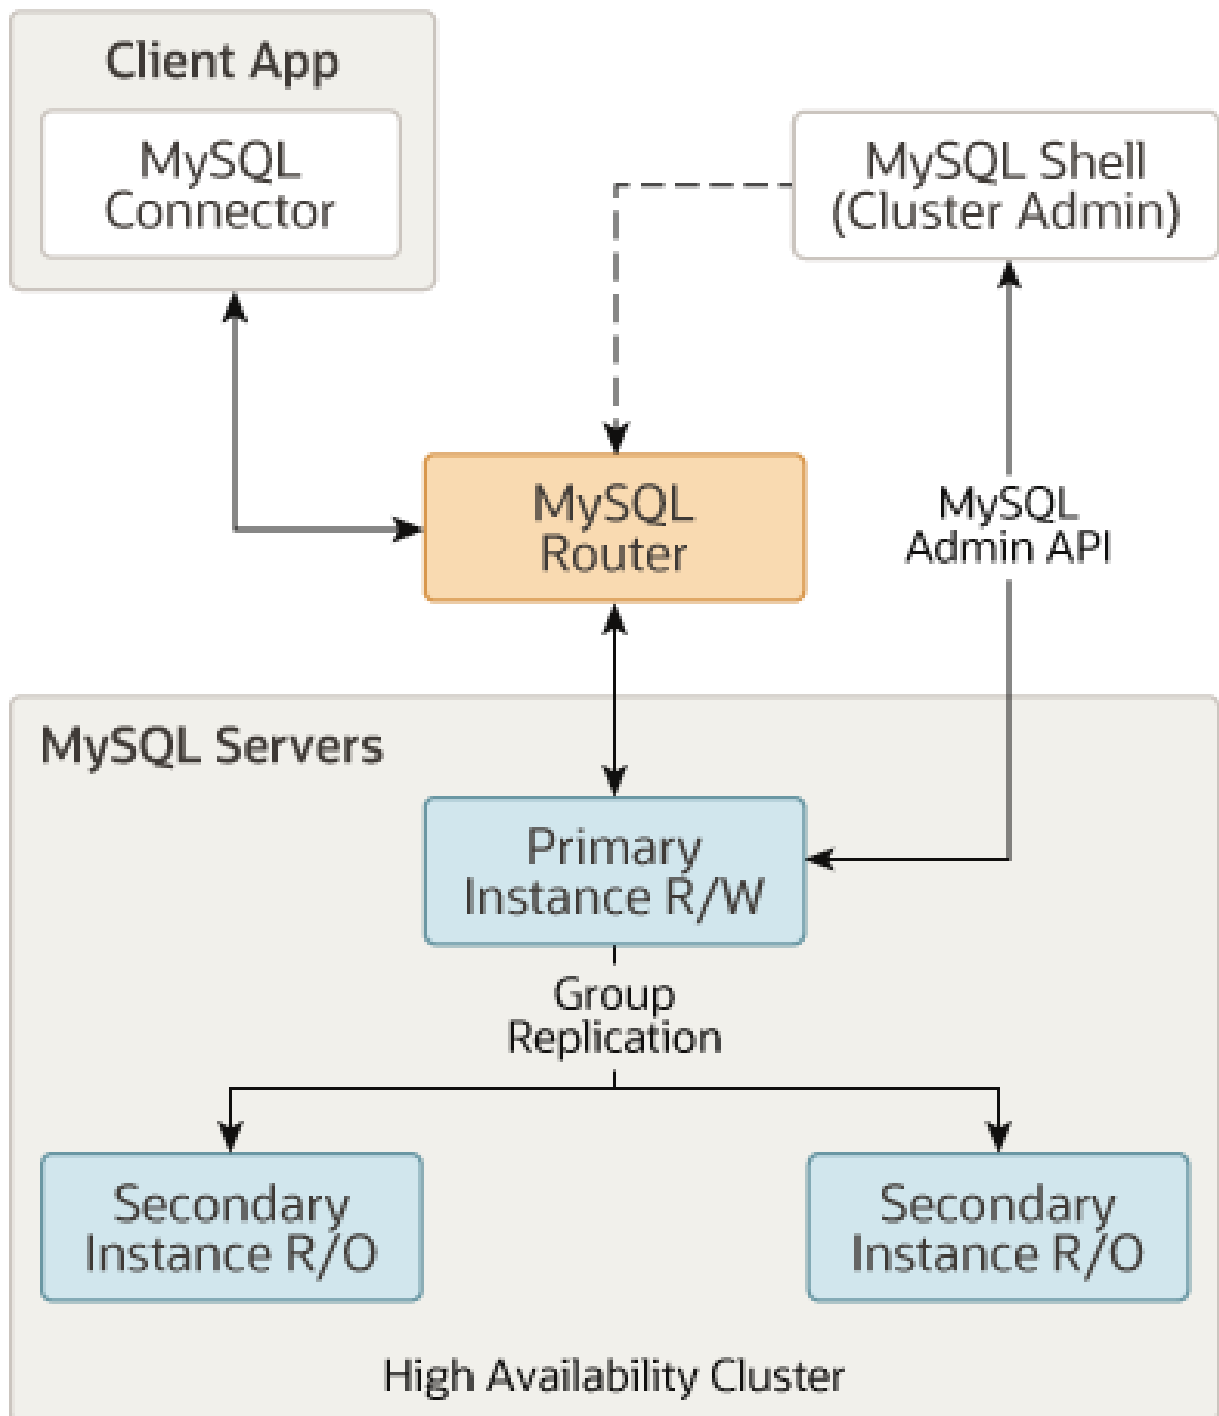 Client App
MySQL
Connector
MySQL Shell
(Cluster Admin)
MySQL
Router
MySQL
Admin API
MySQL Servers
Primary
Instance R/W
Group
Replication
Secondary
Instance R/O
Secondary
Instance R/O
High Availability Cluster